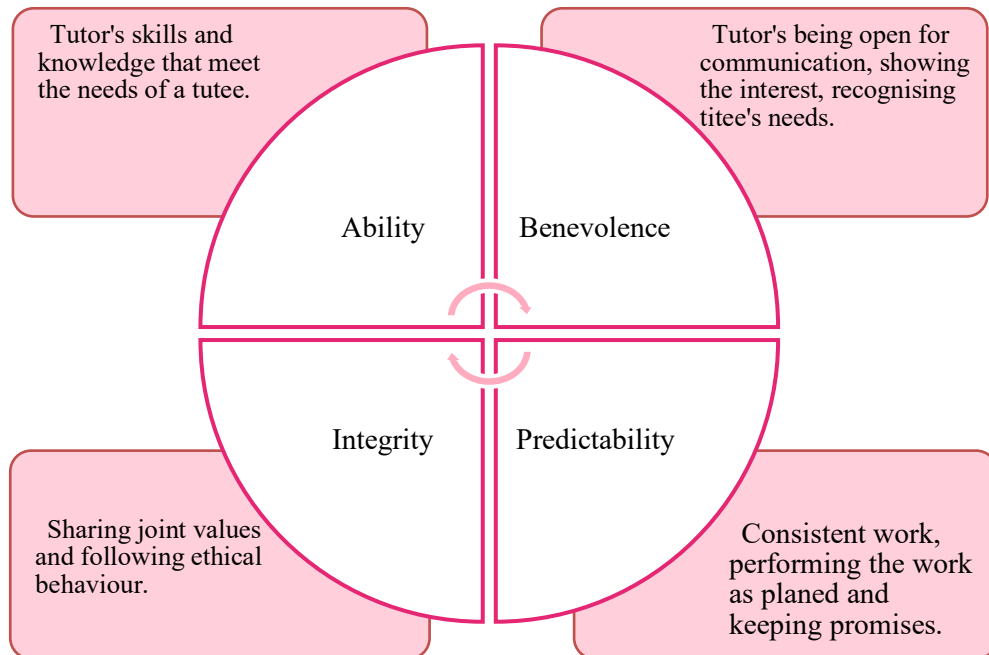 Tutor's skills and
knowledge that meet
the needs of a tutee.
Tutor's being open for
communication, showing
the interest, recognising
titee's needs.
Ability
Benevolence
Integrity
Predictability
Sharing joint values
and following ethical
behaviour.
Consistent work,
performing the work
as planed and
keeping promises.